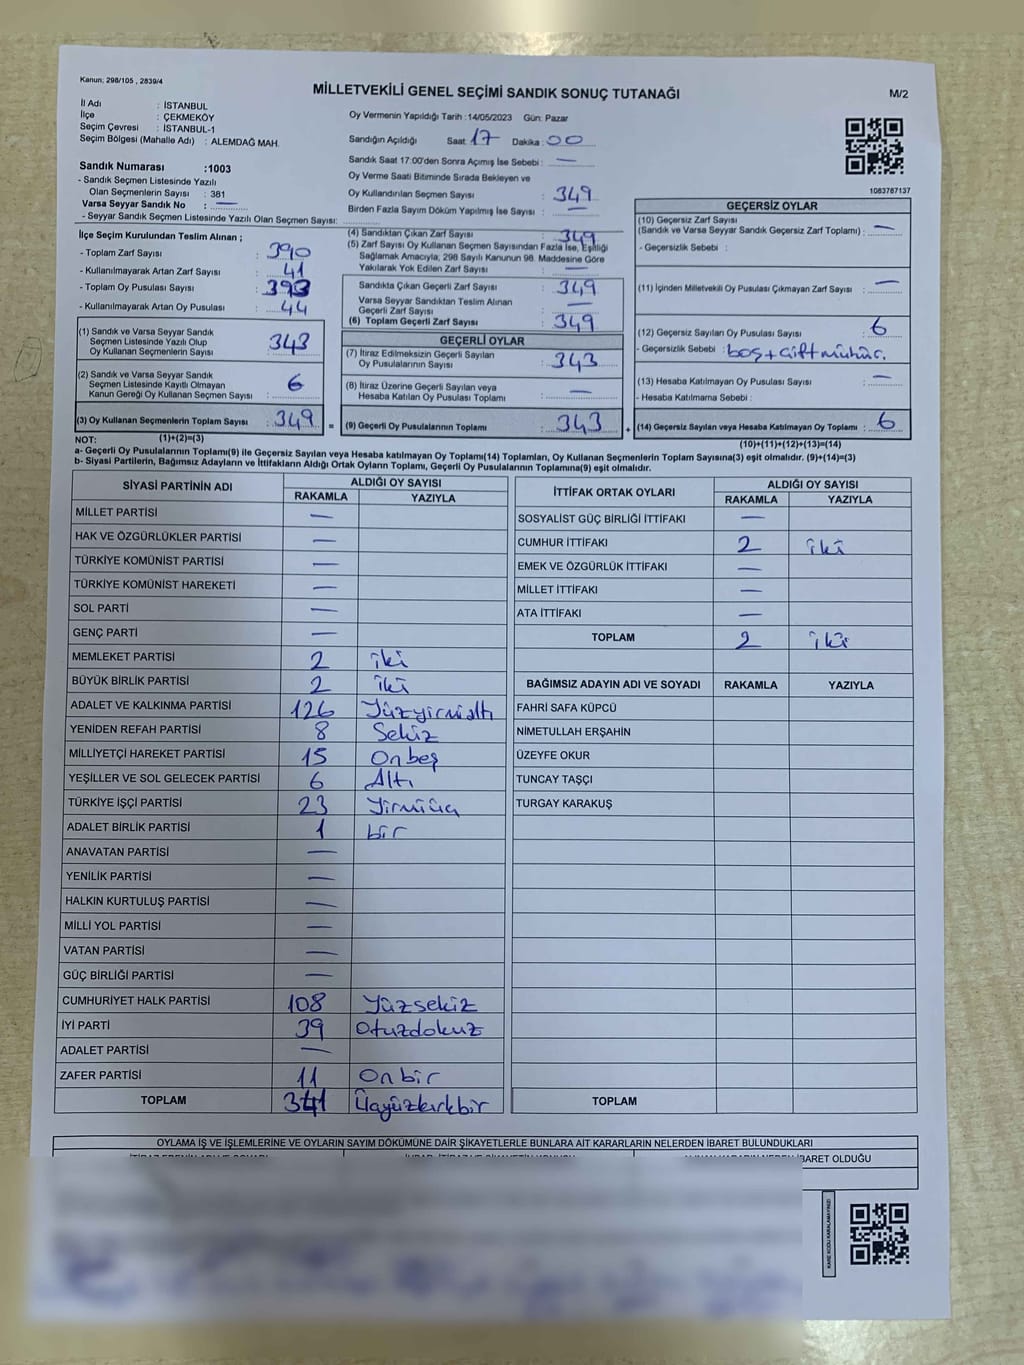 Kanun: 298/105 , 2839/4
MİLLETVEKİLİ GENEL SEÇİMİ SANDIK SONUÇ TUTANAĞI
M/2
İl Adı : İSTANBUL
İlçe : ÇEKMEKÖY
Seçim Çevresi : İSTANBUL-1
Seçim Bölgesi (Mahalle Adı) : ALEMDAĞ MAH.
Sandık Numarası :1003
- Sandık Seçmen Listesinde Yazılı
Olan Seçmenlerin Sayısı : 381
Varsa Seyyar Sandık No : —
- Seyyar Sandık Seçmen Listesinde Yazılı Olan Seçmen Sayısı:
Oy Vermenin Yapıldığı Tarih :14/05/2023 Gün: Pazar
Sandığın Açıldığı Saat: 17 Dakika: 00
Sandık Saat 17:00'den Sonra Açımış İse Sebebi : —
Oy Verme Saati Bitiminde Sırada Bekleyen ve
Oy Kullandırılan Seçmen Sayısı : 349
Birden Fazla Sayım Döküm Yapılmış İse Sayısı : —
1083787137
İlçe Seçim Kurulundan Teslim Alınan ;
- Toplam Zarf Sayısı : 390
- Kullanılmayarak Artan Zarf Sayısı : 41
- Toplam Oy Pusulası Sayısı : 393
- Kullanılmayarak Artan Oy Pusulası : 44
(1) Sandık ve Varsa Seyyar Sandık
Seçmen Listesinde Yazılı Olup
Oy Kullanan Seçmenlerin Sayısı : 343
(2) Sandık ve Varsa Seyyar Sandık
Seçmen Listesinde Kayıtlı Olmayan
Kanun Gereği Oy Kullanan Seçmen Sayısı : 6
(3) Oy Kullanan Seçmenlerin Toplam Sayısı : 349
(1)+(2)=(3)
(4) Sandıktan Çıkan Zarf Sayısı : 349
(5) Zarf Sayısı Oy Kullanan Seçmen Sayısından Fazla İse, Eşitliği
Sağlamak Amacıyla; 298 Sayılı Kanunun 98. Maddesine Göre
Yakılarak Yok Edilen Zarf Sayısı : —
Sandıkta Çıkan Geçerli Zarf Sayısı : 349
Varsa Seyyar Sandıktan Teslim Alınan
Geçerli Zarf Sayısı : —
(6) Toplam Geçerli Zarf Sayısı : 349
GEÇERLİ OYLAR
(7) İtiraz Edilmeksizin Geçerli Sayılan
Oy Pusulalarının Sayısı : 343
(8) İtiraz Üzerine Geçerli Sayılan veya
Hesaba Katılan Oy Pusulası Toplamı : —
= (9) Geçerli Oy Pusulalarının Toplamı : 343
GEÇERSİZ OYLAR
(10) Geçersiz Zarf Sayısı
(Sandık ve Varsa Seyyar Sandık Geçersiz Zarf Toplamı) : —
- Geçersizlik Sebebi :
(11) İçinden Milletvekili Oy Pusulası Çıkmayan Zarf Sayısı : —
(12) Geçersiz Sayılan Oy Pusulası Sayısı : 6
- Geçersizlik Sebebi : boş+çift mühür.
(13) Hesaba Katılmayan Oy Pusulası Sayısı : —
- Hesaba Katılmama Sebebi :
+ (14) Geçersiz Sayılan veya Hesaba Katılmayan Oy Toplamı : 6
(10)+(11)+(12)+(13)=(14)
NOT:
a- Geçerli Oy Pusulalarının Toplamı(9) ile Geçersiz Sayılan veya Hesaba katılmayan Oy Toplamı(14) Toplamları, Oy Kullanan Seçmenlerin Toplam Sayısına(3) eşit olmalıdır. (9)+(14)=(3)
b- Siyasi Partilerin, Bağımsız Adayların ve İttifakların Aldığı Ortak Oyların Toplamı, Geçerli Oy Pusulalarının Toplamına(9) eşit olmalıdır.
SİYASİ PARTİNİN ADI ALDIĞI OY SAYISI
RAKAMLA YAZIYLA
MİLLET PARTİSİ —
HAK VE ÖZGÜRLÜKLER PARTİSİ —
TÜRKİYE KOMÜNİST PARTİSİ —
TÜRKİYE KOMÜNİST HAREKETİ —
SOL PARTİ —
GENÇ PARTİ —
MEMLEKET PARTİSİ 2 iki
BÜYÜK BİRLİK PARTİSİ 2 iki
ADALET VE KALKINMA PARTİSİ 126 Yüzyirmialtı
YENİDEN REFAH PARTİSİ 8 Sekiz
MİLLİYETÇİ HAREKET PARTİSİ 15 Onbeş
YEŞİLLER VE SOL GELECEK PARTİSİ 6 Altı
TÜRKİYE İŞÇİ PARTİSİ 23 Yirmiüç
ADALET BİRLİK PARTİSİ 1 bir
ANAVATAN PARTİSİ —
YENİLİK PARTİSİ —
HALKIN KURTULUŞ PARTİSİ —
MİLLİ YOL PARTİSİ —
VATAN PARTİSİ —
GÜÇ BİRLİĞİ PARTİSİ —
CUMHURİYET HALK PARTİSİ 108 Yüzsekiz
İYİ PARTİ 39 Otuzdokuz
ADALET PARTİSİ —
ZAFER PARTİSİ 11 Onbir
TOPLAM 341 Üçyüzkırkbir
İTTİFAK ORTAK OYLARI ALDIĞI OY SAYISI
RAKAMLA YAZIYLA
SOSYALİST GÜÇ BİRLİĞİ İTTİFAKI —
CUMHUR İTTİFAKI 2 iki
EMEK VE ÖZGÜRLÜK İTTİFAKI —
MİLLET İTTİFAKI —
ATA İTTİFAKI —
TOPLAM 2 iki
BAĞIMSIZ ADAYIN ADI VE SOYADI RAKAMLA YAZIYLA
FAHRİ SAFA KÜPCÜ
NİMETULLAH ERŞAHİN
ÜZEYFE OKUR
TUNCAY TAŞÇI
TURGAY KARAKUŞ
TOPLAM
OYLAMA İŞ VE İŞLEMLERİNE VE OYLARIN SAYIM DÖKÜMÜNE DAİR ŞİKAYETLERLE BUNLARA AİT KARARLARIN NELERDEN İBARET BULUNDUKLARI
BARET OLDUĞU
KARE KODU KARALAMAYINIZ!